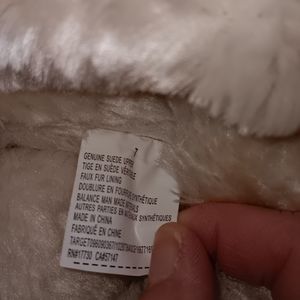 7
GENUINE SUEDE UPPER
TIGE EN SUÈDE VÉRITABLE
FAUX FUR LINING
DOUBLURE EN FOURRURE SYNTHÉTIQUE
BALANCE MAN MADE MATERIALS
AUTRES PARTIES EN MATÉRIAUX SYNTHÉTIQUES
MADE IN CHINA
FABRIQUÉ EN CHINE
RN#17730 CA#57147